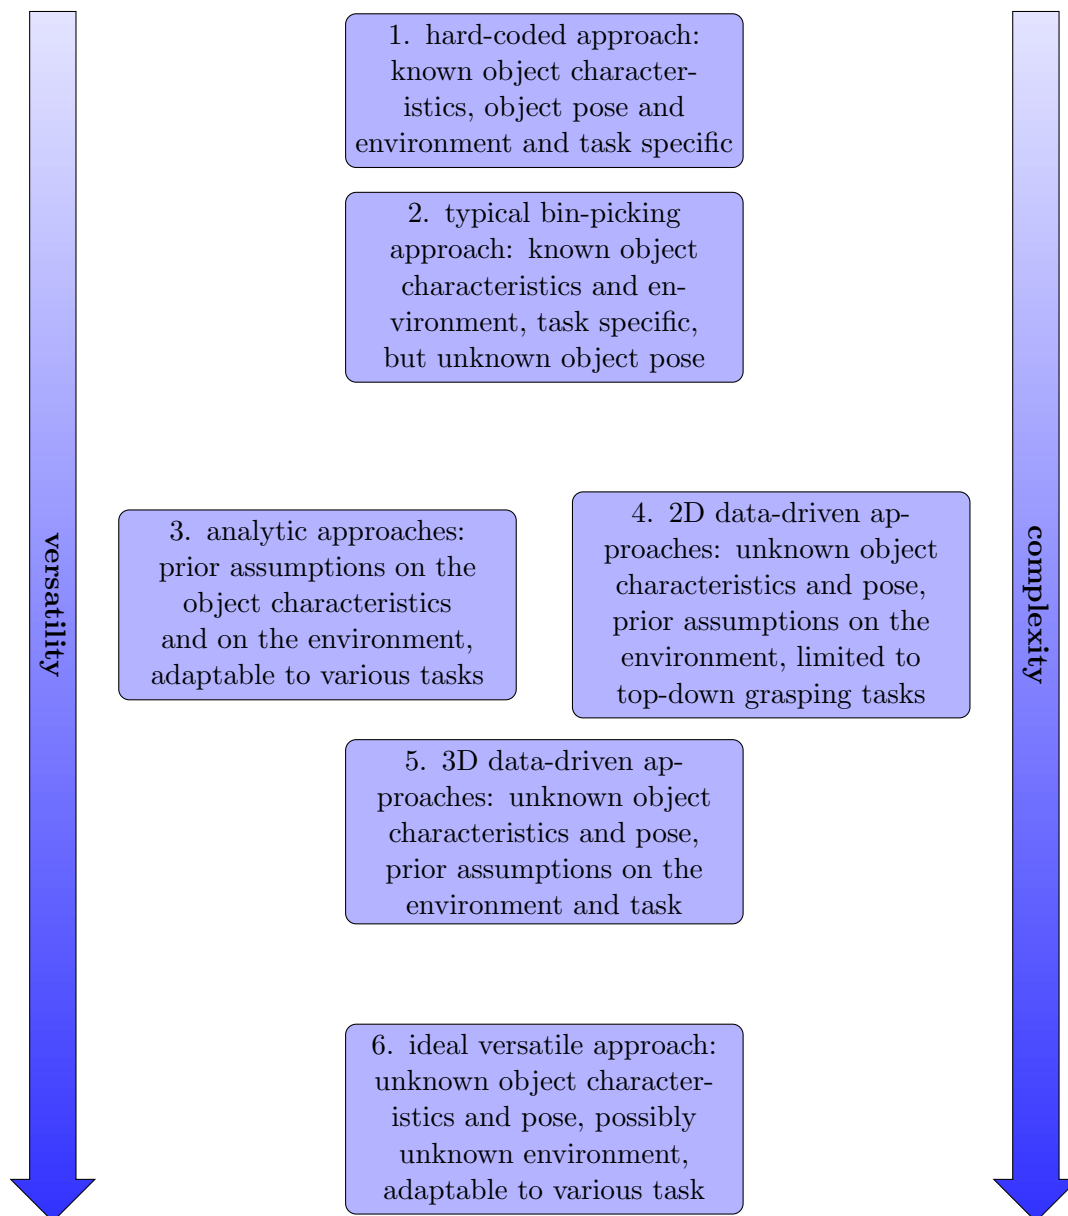 1. hard-coded approach:
known object character-
istics, object pose and
environment and task specific
2. typical bin-picking
approach: known object
characteristics and en-
vironment, task specific,
but unknown object pose
versatility
3. analytic approaches:
prior assumptions on the
object characteristics
and on the environment,
adaptable to various tasks
4. 2D data-driven ap-
proaches: unknown object
characteristics and pose,
prior assumptions on the
environment, limited to
top-down grasping tasks
complexity
5. 3D data-driven ap-
proaches: unknown object
characteristics and pose,
prior assumptions on the
environment and task
6. ideal versatile approach:
unknown object character-
istics and pose, possibly
unknown environment,
adaptable to various task